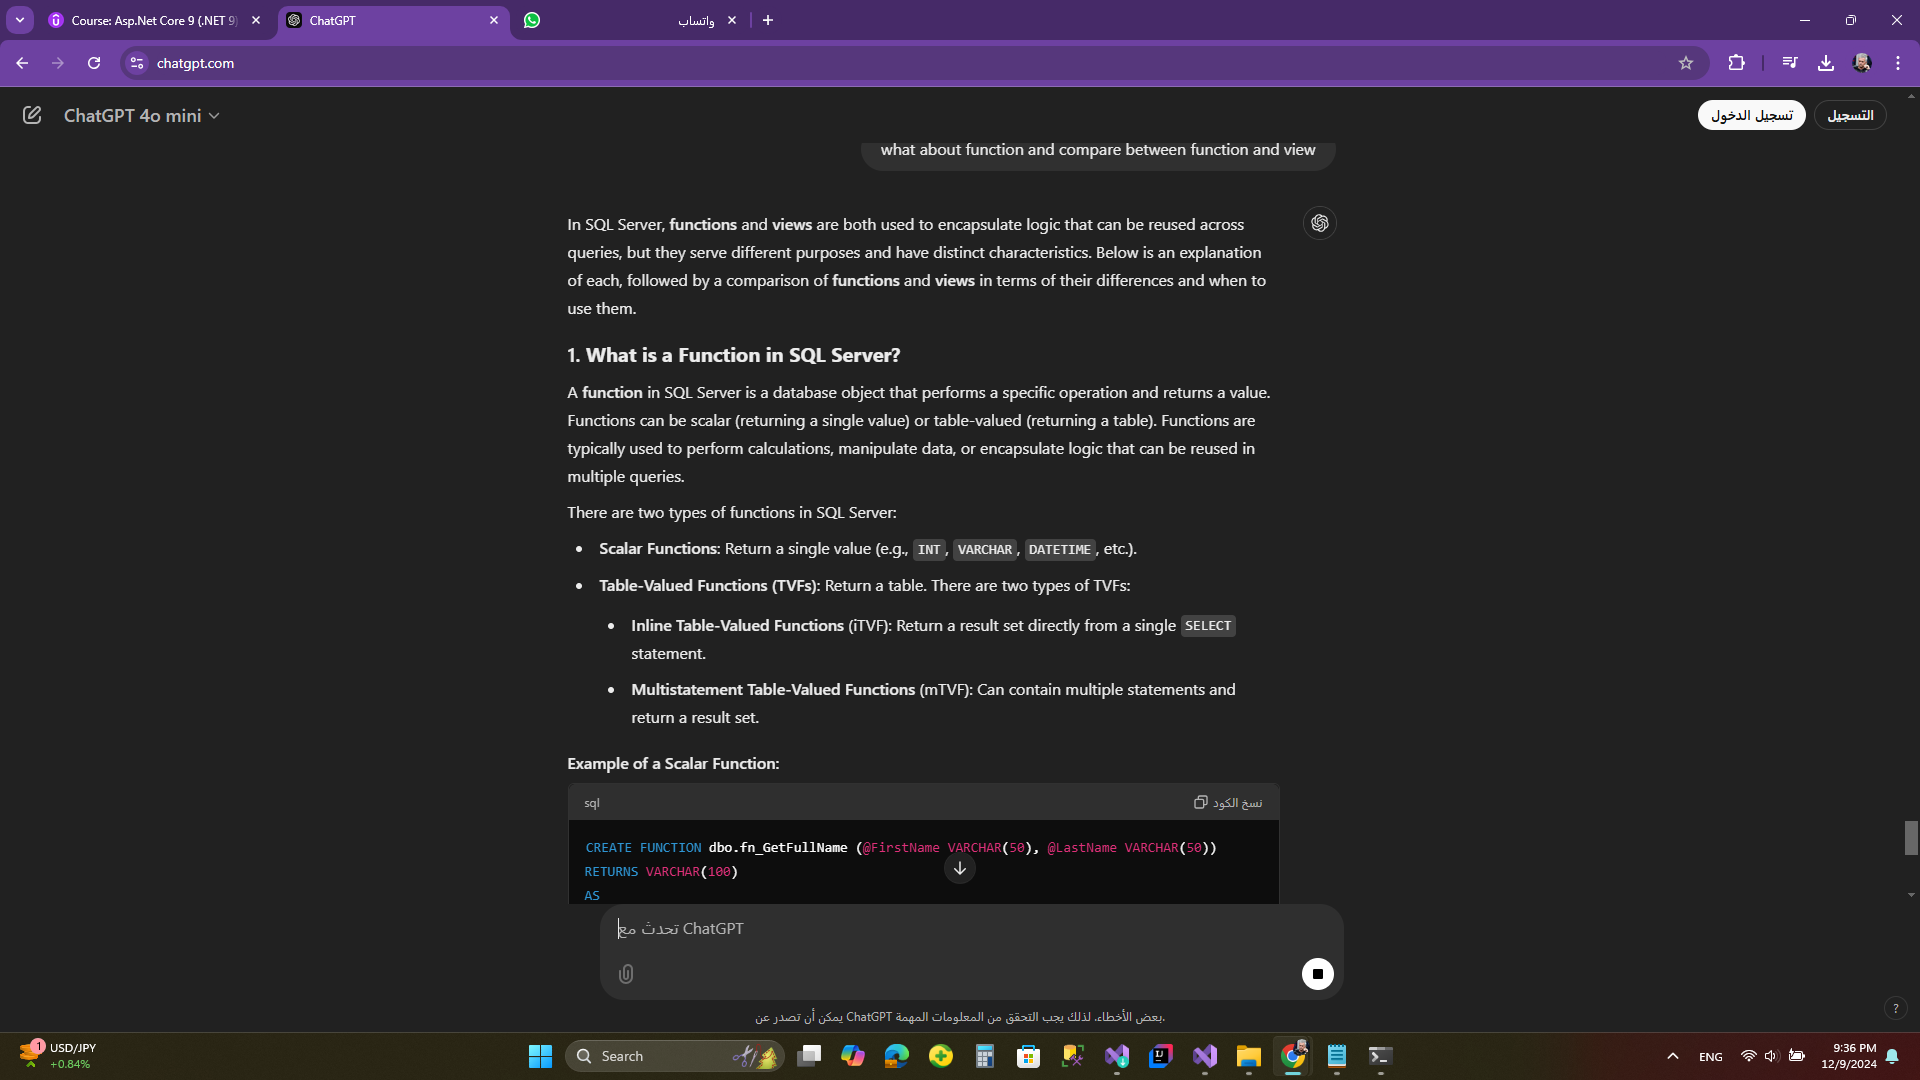 Course: Asp.Net Core 9 (.NET 9)
ChatGPT
واتساب
chatgpt.com
ChatGPT 4o mini
تسجيل الدخول
التسجيل
what about function and compare between function and view
In SQL Server, functions and views are both used to encapsulate logic that can be reused across
queries, but they serve different purposes and have distinct characteristics. Below is an explanation
of each, followed by a comparison of functions and views in terms of their differences and when to
use them.
1. What is a Function in SQL Server?
A function in SQL Server is a database object that performs a specific operation and returns a value.
Functions can be scalar (returning a single value) or table-valued (returning a table). Functions are
typically used to perform calculations, manipulate data, or encapsulate logic that can be reused in
multiple queries.
There are two types of functions in SQL Server:
• Scalar Functions: Return a single value (e.g., INT, VARCHAR, DATETIME, etc.).
• Table-Valued Functions (TVFs): Return a table. There are two types of TVFs:
• Inline Table-Valued Functions (iTVF): Return a result set directly from a single SELECT
statement.
• Multistatement Table-Valued Functions (mTVF): Can contain multiple statements and
return a result set.
Example of a Scalar Function:
sql
نسخ الكود
CREATE FUNCTION dbo.fn_GetFullName (@FirstName VARCHAR(50), @LastName VARCHAR(50))
RETURNS VARCHAR(100)
AS
تحدث مع ChatGPT
يمكن أن تصدر عن ChatGPT بعض الأخطاء. لذلك يجب التحقق من المعلومات المهمة.
?
1
USD/JPY
+0.84%
Search
ENG
9:36 PM
12/9/2024